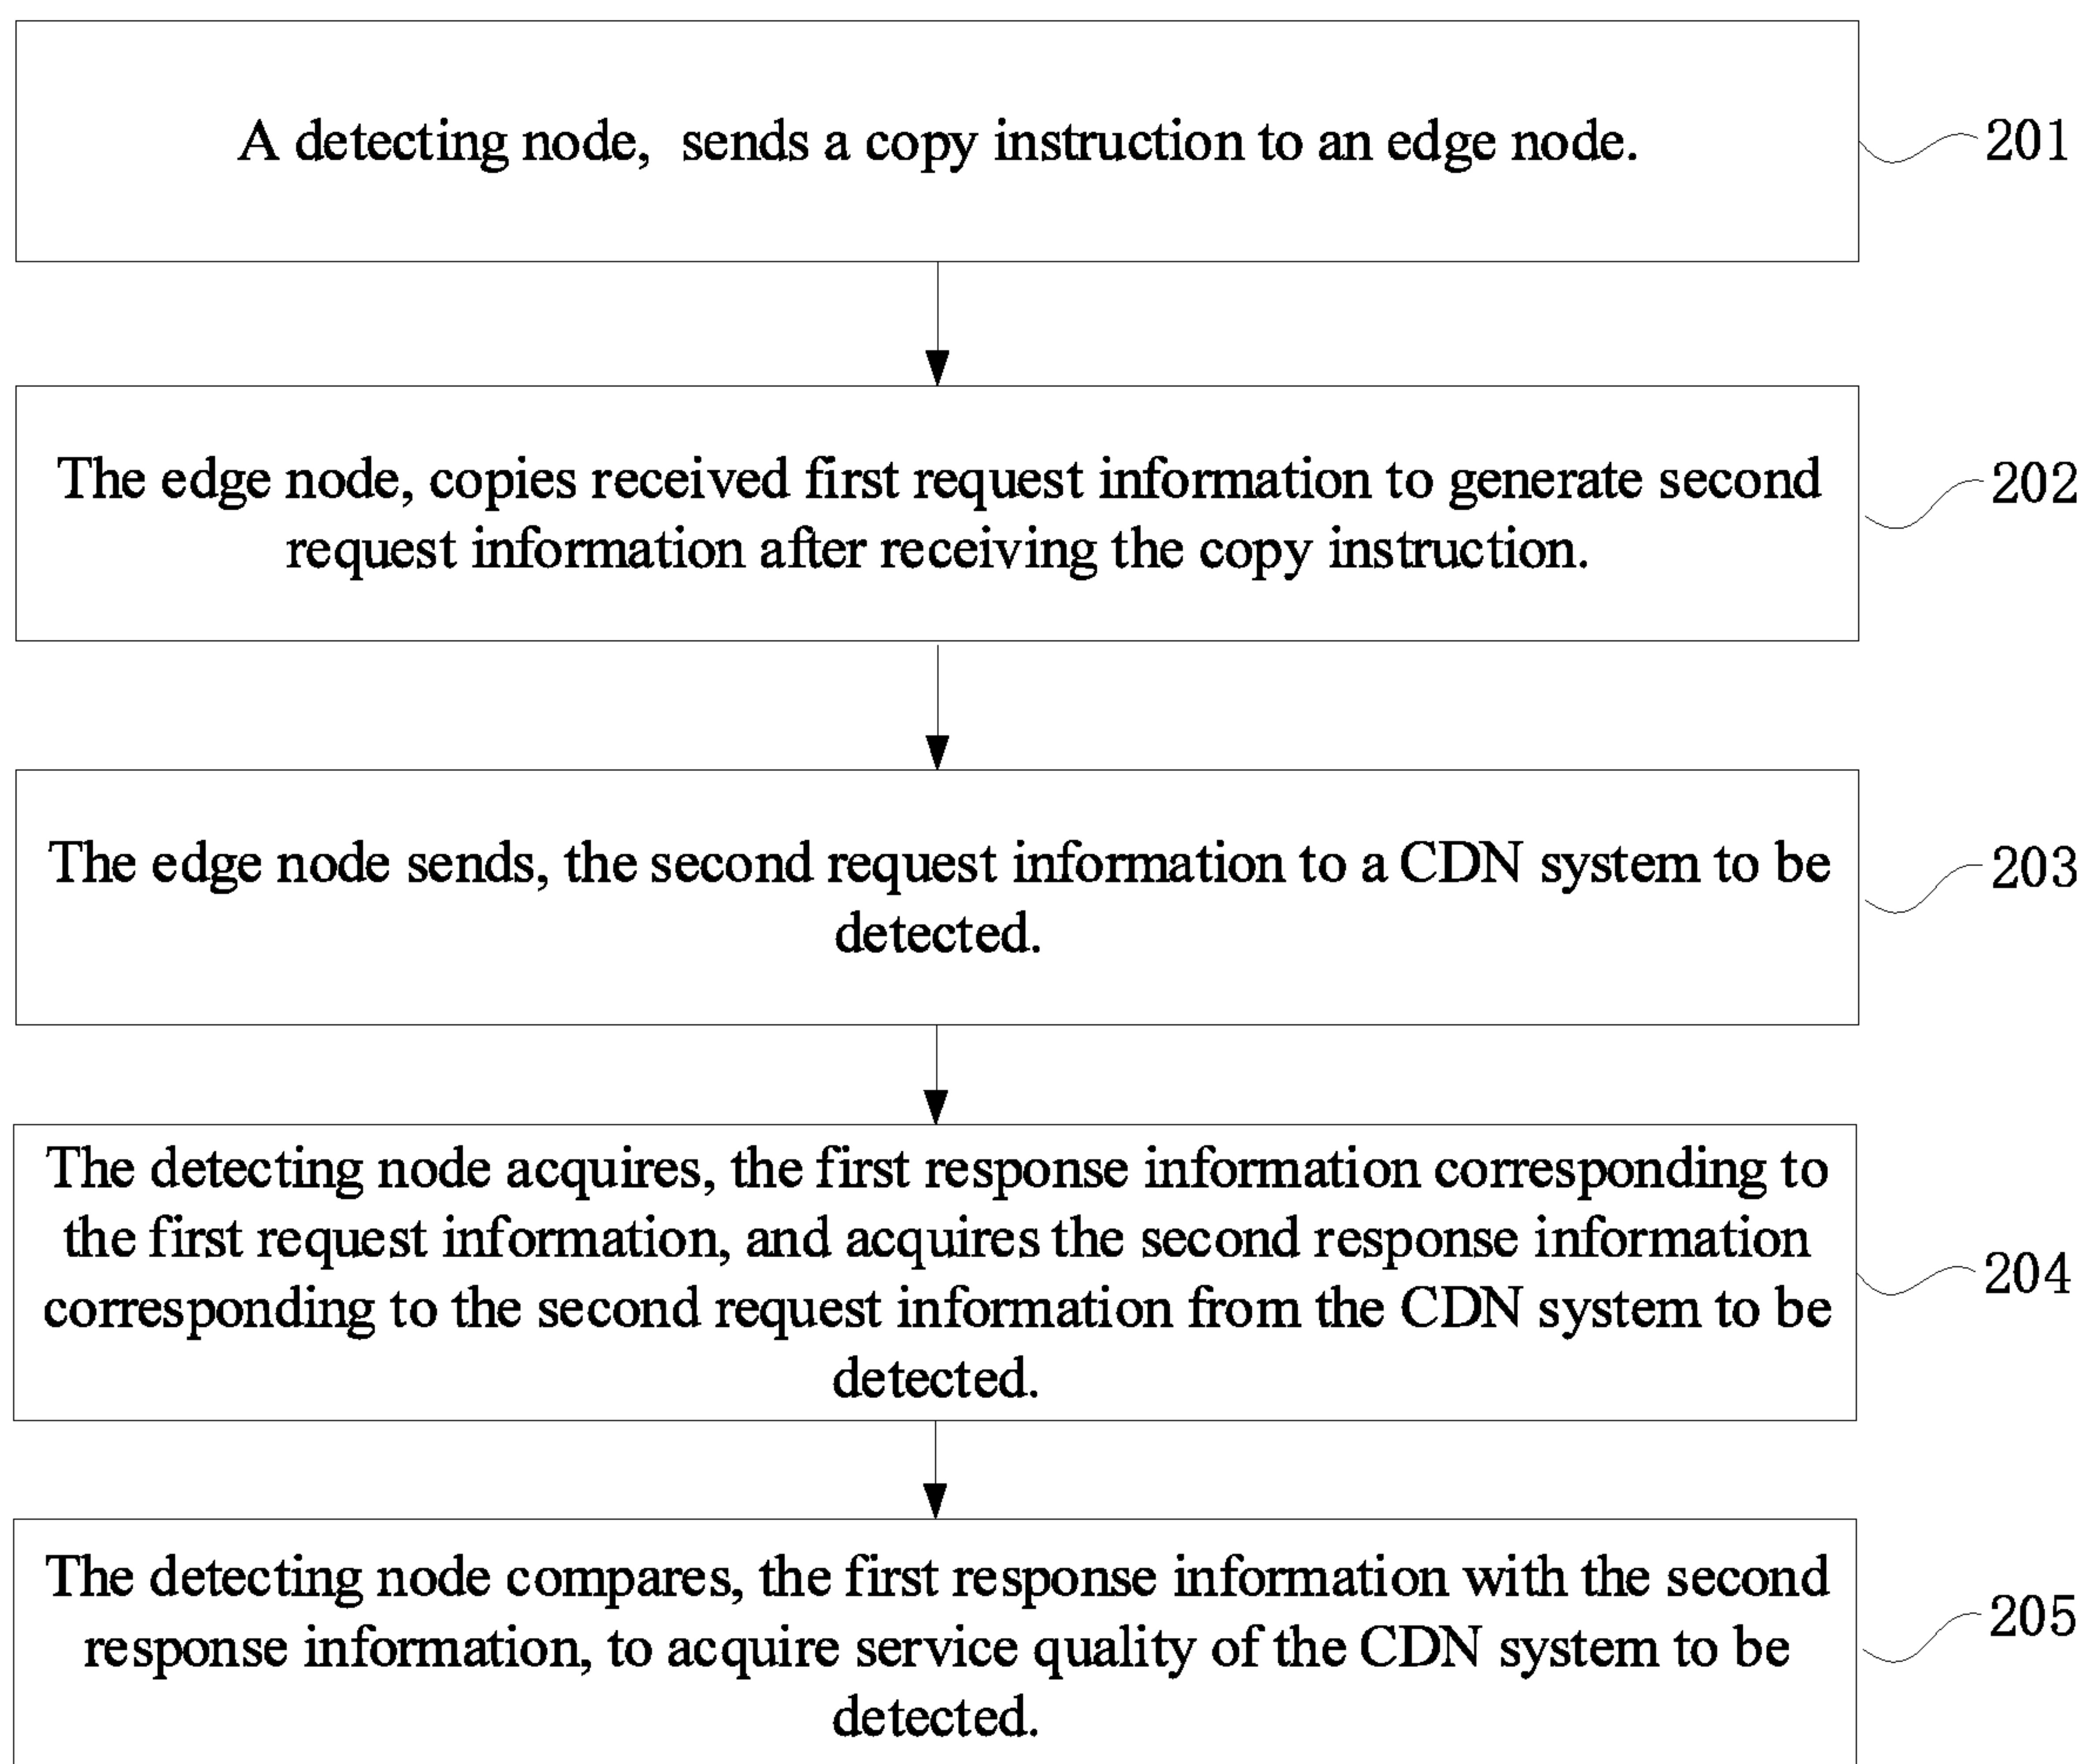 A detecting node,  sends a copy instruction to an edge node.
201
The edge node, copies received first request information to generate second
request information after receiving the copy instruction.
202
The edge node sends, the second request information to a CDN system to be
detected.
203
The detecting node acquires, the first response information corresponding to
the first request information, and acquires the second response information
corresponding to the second request information from the CDN system to be
detected.
204
The detecting node compares, the first response information with the second
response information, to acquire service quality of the CDN system to be
detected.
205